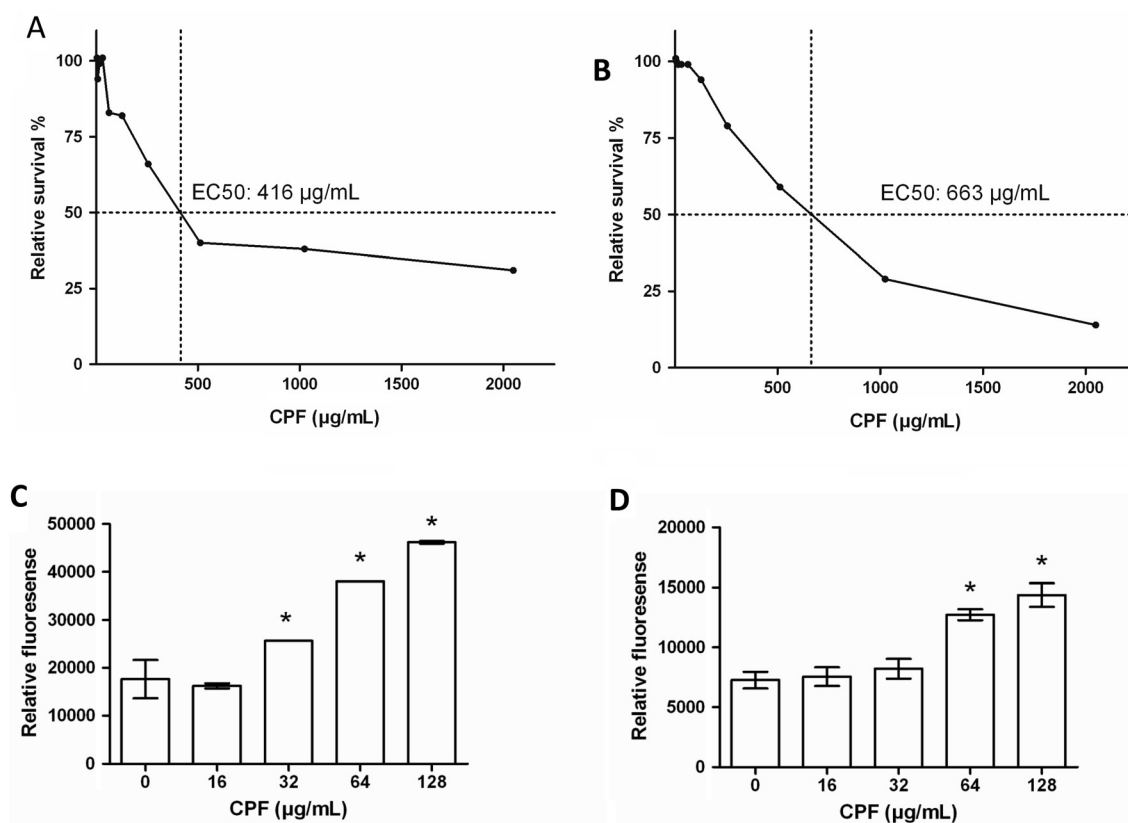 A
Relative survival %
100
75
50
25
0
EC50: 416 µg/mL
500 1000 1500 2000
CPF (µg/mL)
B
Relative survival %
100
75
50
25
0
EC50: 663 µg/mL
500 1000 1500 2000
CPF (µg/mL)
C
Relative fluoresense
50000
40000
30000
20000
10000
0
* * *
0 16 32 64 128
CPF (µg/mL)
D
Relative fluoresense
20000
15000
10000
5000
0
* *
0 16 32 64 128
CPF (µg/mL)